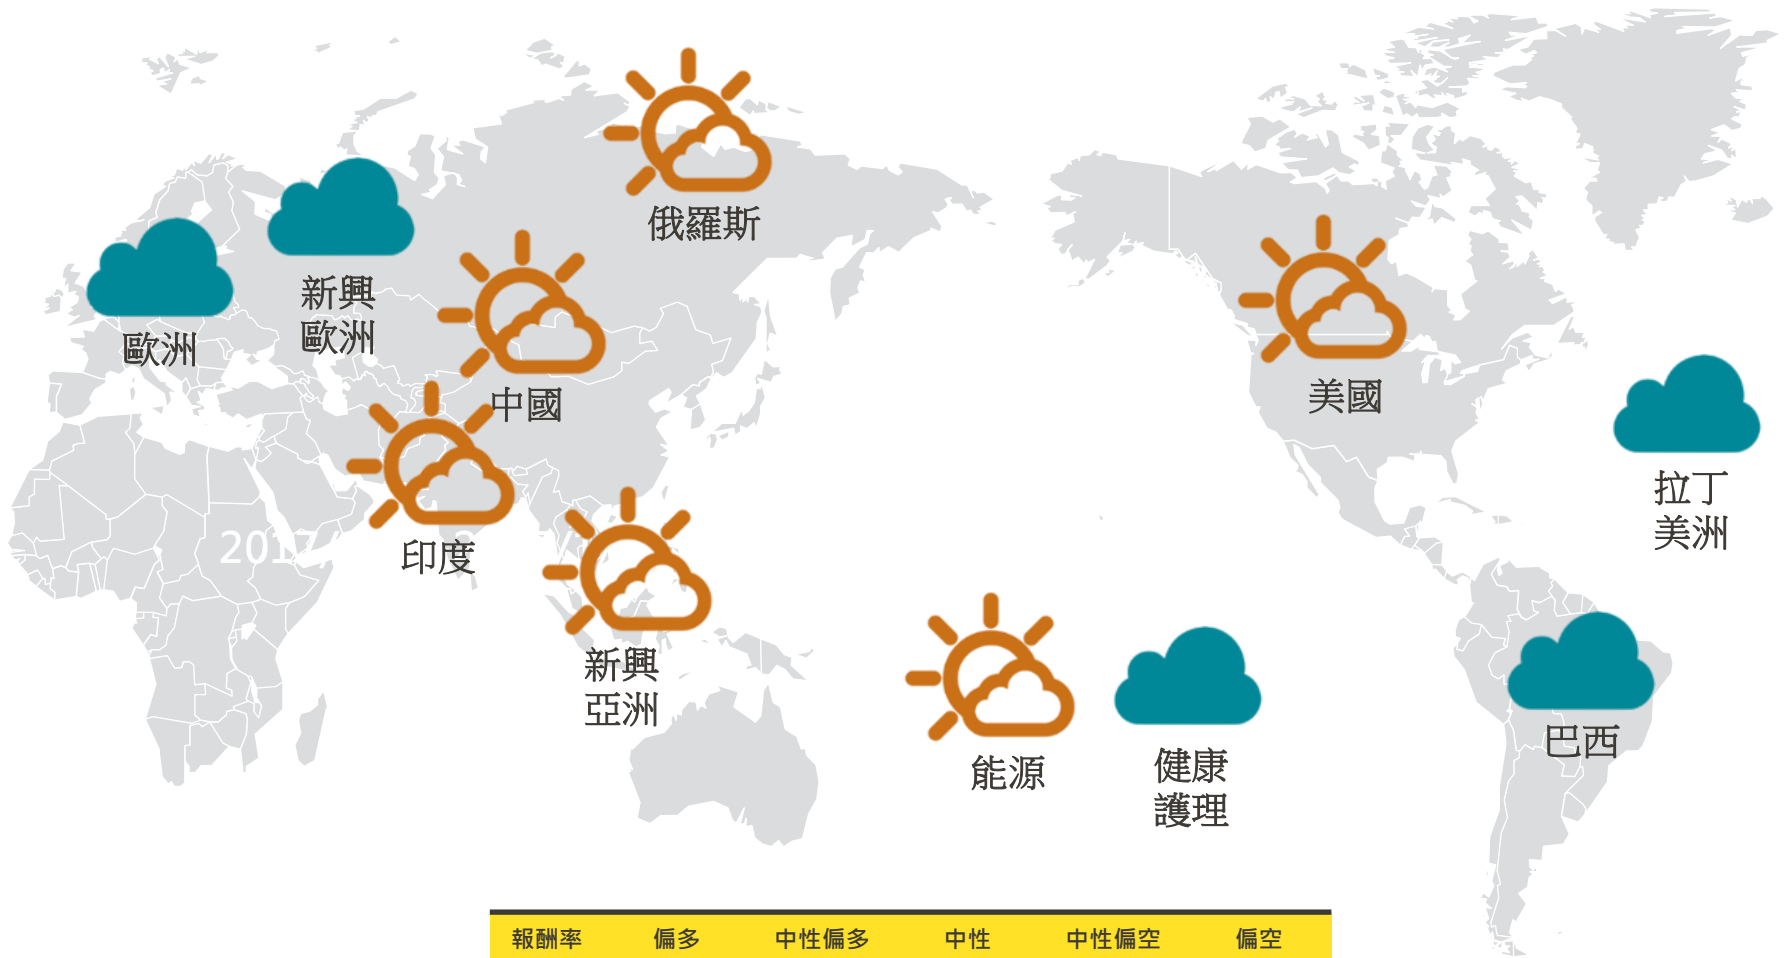 俄羅斯
新興
歐洲
歐洲
中國
美國
拉丁
美洲
印度
2017
新興
亞洲
巴西
能源
健康
護理
報酬率 偏多 中性偏多 中性 中性偏空 偏空